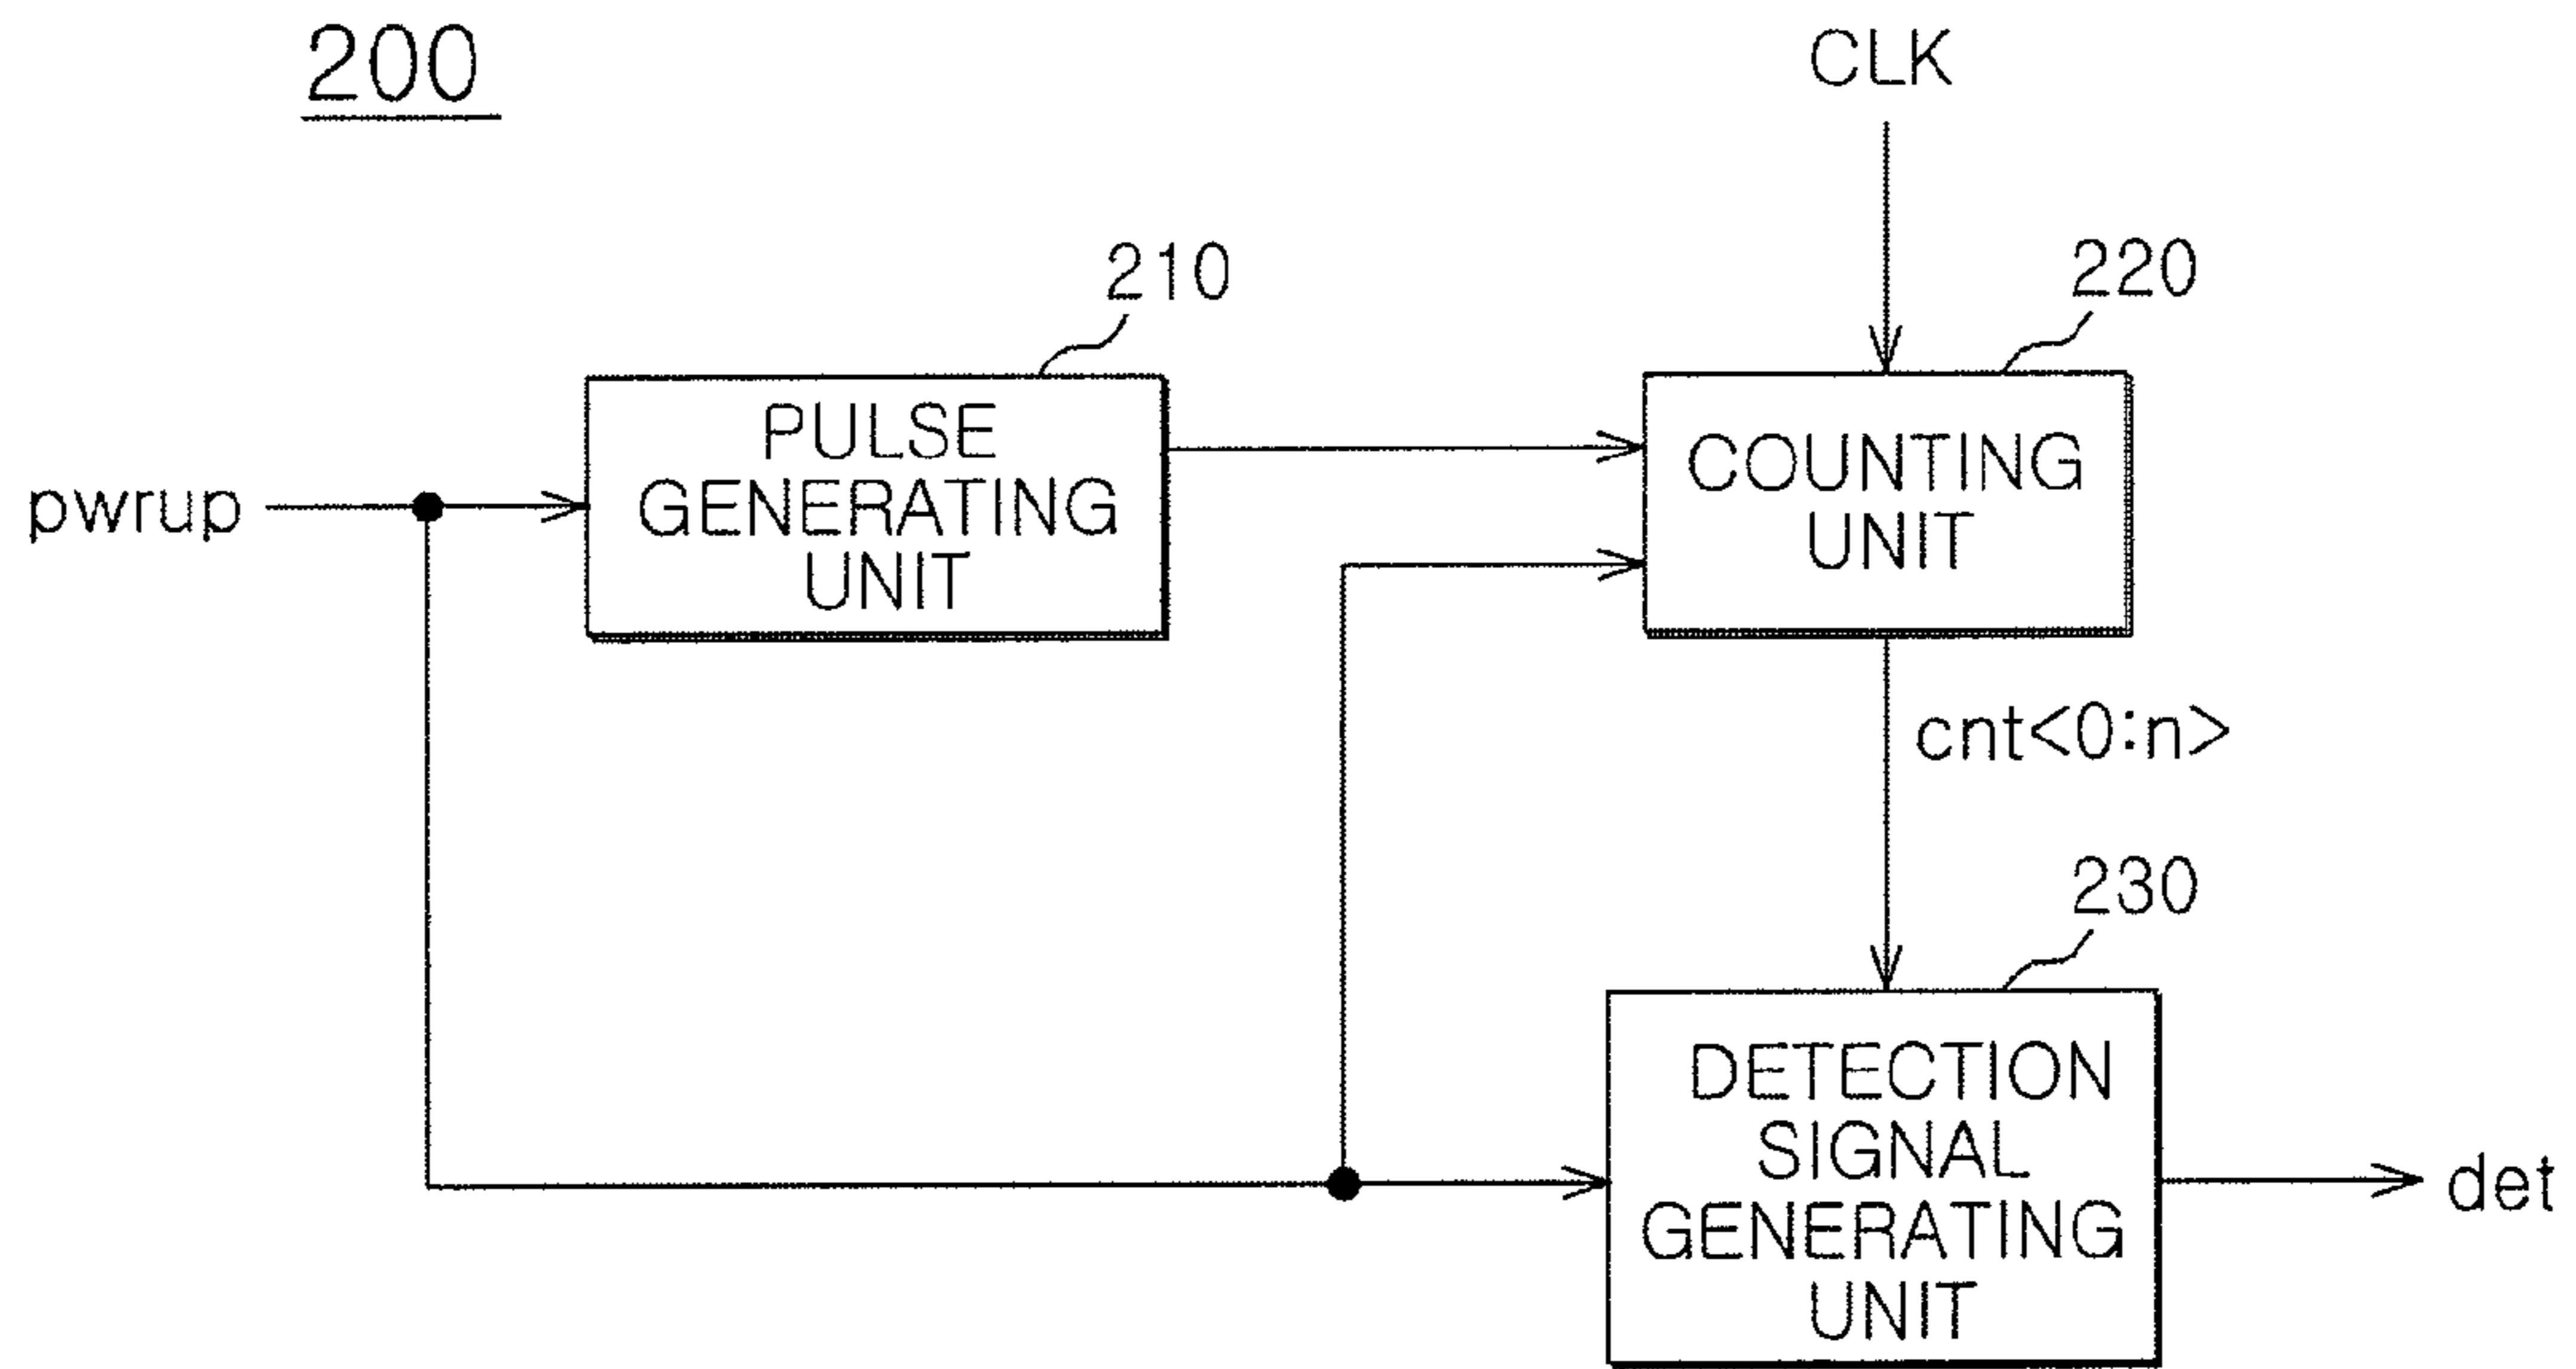 200
CLK
210
220
PULSE
GENERATING
UNIT
COUNTING
UNIT
pwrup
cnt<0:n>
230
DETECTION
SIGNAL
GENERATING
UNIT
det